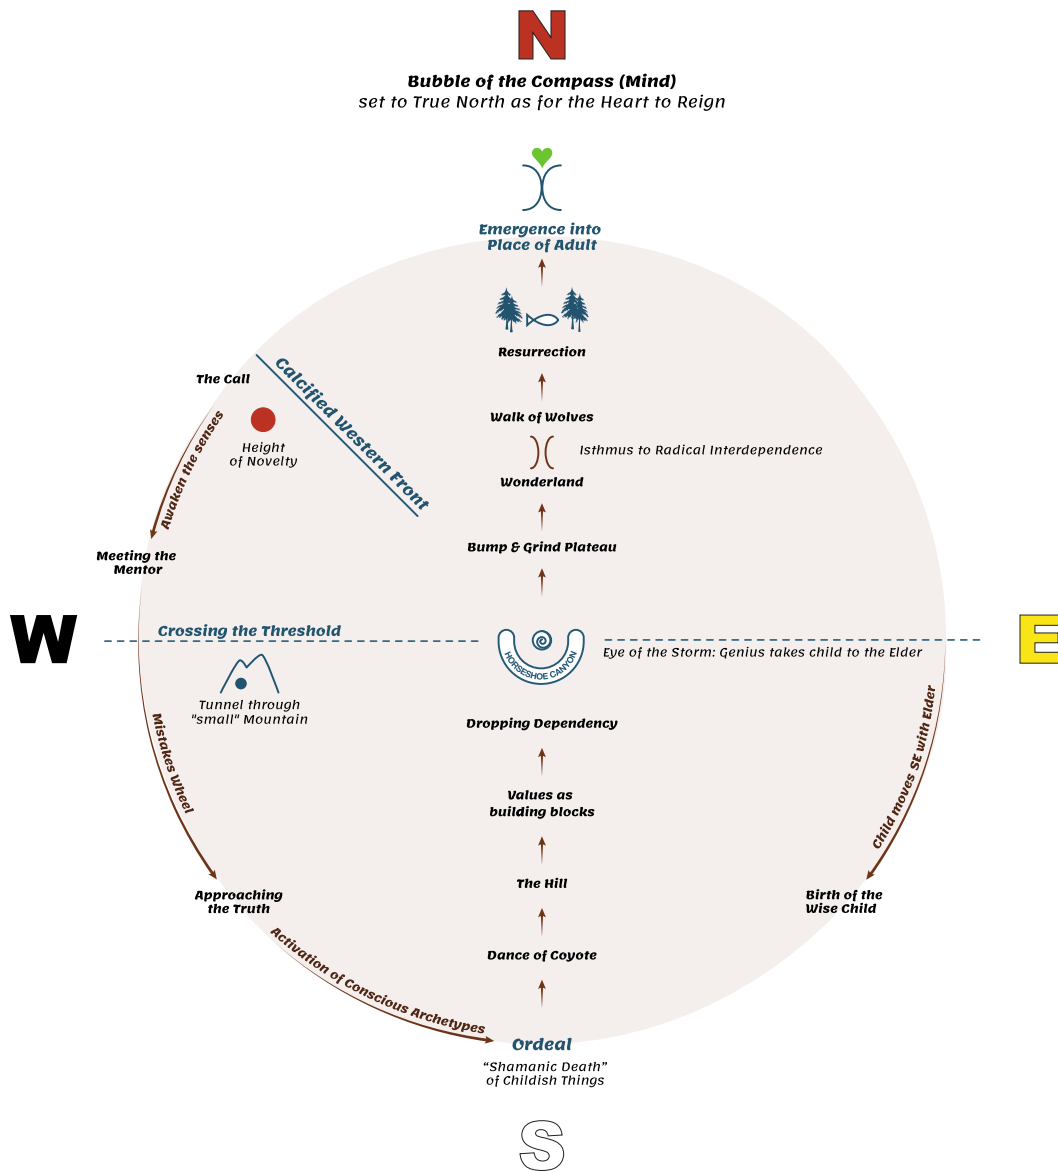 N
Bubble of the Compass (Mind)
set to True North as for the Heart to Reign
Emergence into
Place of Adult
Resurrection
The Call
Calcified Western Front
Walk of Wolves
Height
of Novelty
Awaken the senses
Isthmus to Radical Interdependence
Wonderland
Bump & Grind Plateau
Meeting the
Mentor
W
Crossing the Threshold
HORSESHOE CANYON
Eye of the Storm: Genius takes child to the Elder
E
Tunnel through
"small" Mountain
Mistakes Wheel
Dropping Dependency
Child moves SE with Elder
Values as
building blocks
The Hill
Approaching
the Truth
Birth of the
Wise Child
Dance of Coyote
Activation of Conscious Archetypes
Ordeal
“Shamanic Death”
of Childish Things
S